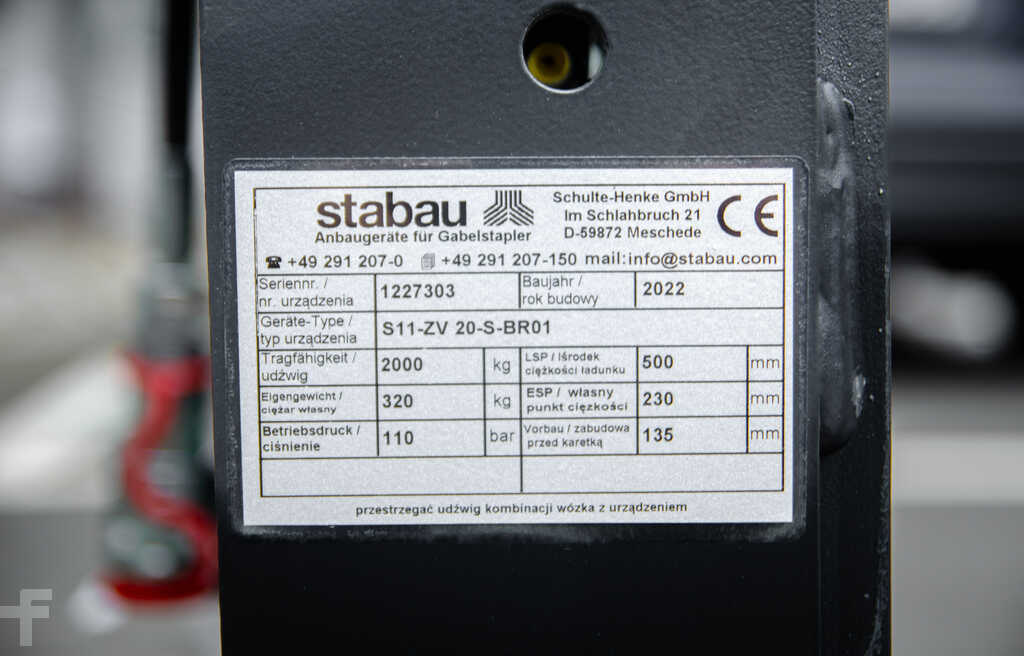 stabau
Anbaugeräte für Gabelstapler
Schulte-Henke GmbH
Im Schlahbruch 21
D-59872 Meschede
CE
+49 291 207-0 +49 291 207-150 mail:info@stabau.com
Seriennr. /
nr. urządzenia
1227303
Baujahr /
rok budowy
2022
Geräte-Type /
typ urządzenia
S11-ZV 20-S-BR01
Tragfähigkeit /
udźwig
2000
kg
LSP / lśrodek
ciężkości ładunku
500
mm
Eigengewicht /
ciężar własny
320
kg
ESP / własny
punkt ciężkości
230
mm
Betriebsdruck /
ciśnienie
110
bar
Vorbau / zabudowa
przed karetką
135
mm
przestrzegać udźwig kombinacji wózka z urządzeniem